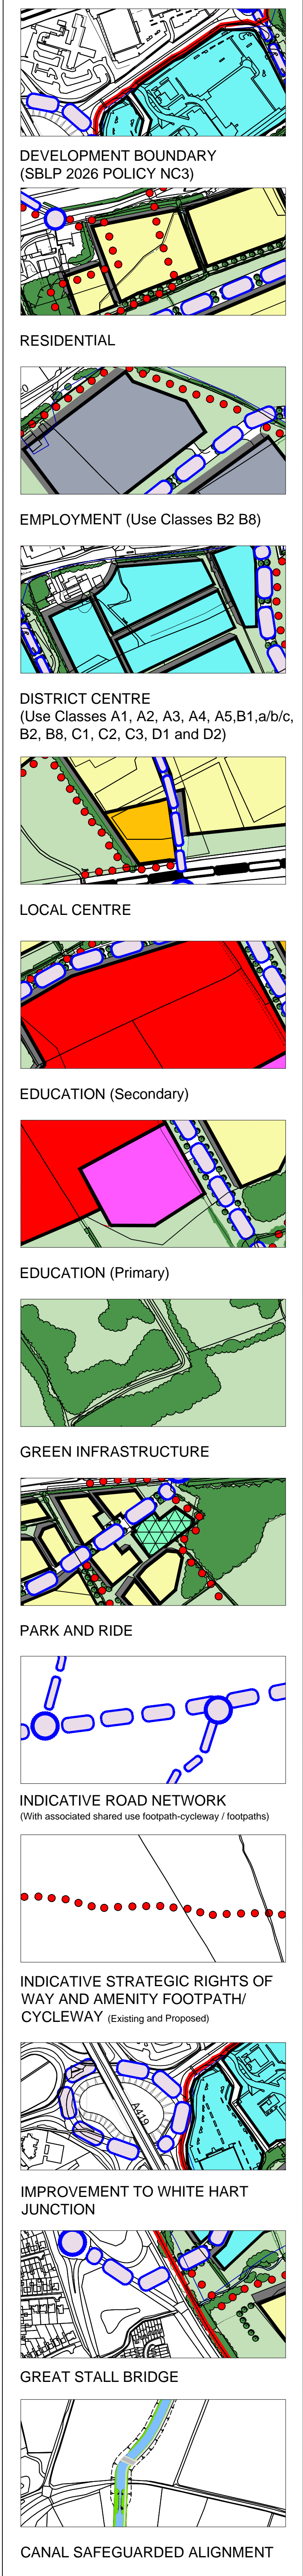 DEVELOPMENT BOUNDARY
(SBLP 2026 POLICY NC3)
RESIDENTIAL
EMPLOYMENT (Use Classes B2 B8)
DISTRICT CENTRE
(Use Classes A1, A2, A3, A4, A5,B1,a/b/c,
B2, B8, C1, C2, C3, D1 and D2)
LOCAL CENTRE
EDUCATION (Secondary)
EDUCATION (Primary)
GREEN INFRASTRUCTURE
PARK AND RIDE
INDICATIVE ROAD NETWORK
(With associated shared use footpath-cycleway / footpaths)
INDICATIVE STRATEGIC RIGHTS OF
WAY AND AMENITY FOOTPATH/
CYCLEWAY (Existing and Proposed)
A419
IMPROVEMENT TO WHITE HART
JUNCTION
GREAT STALL BRIDGE
CANAL SAFEGUARDED ALIGNMENT